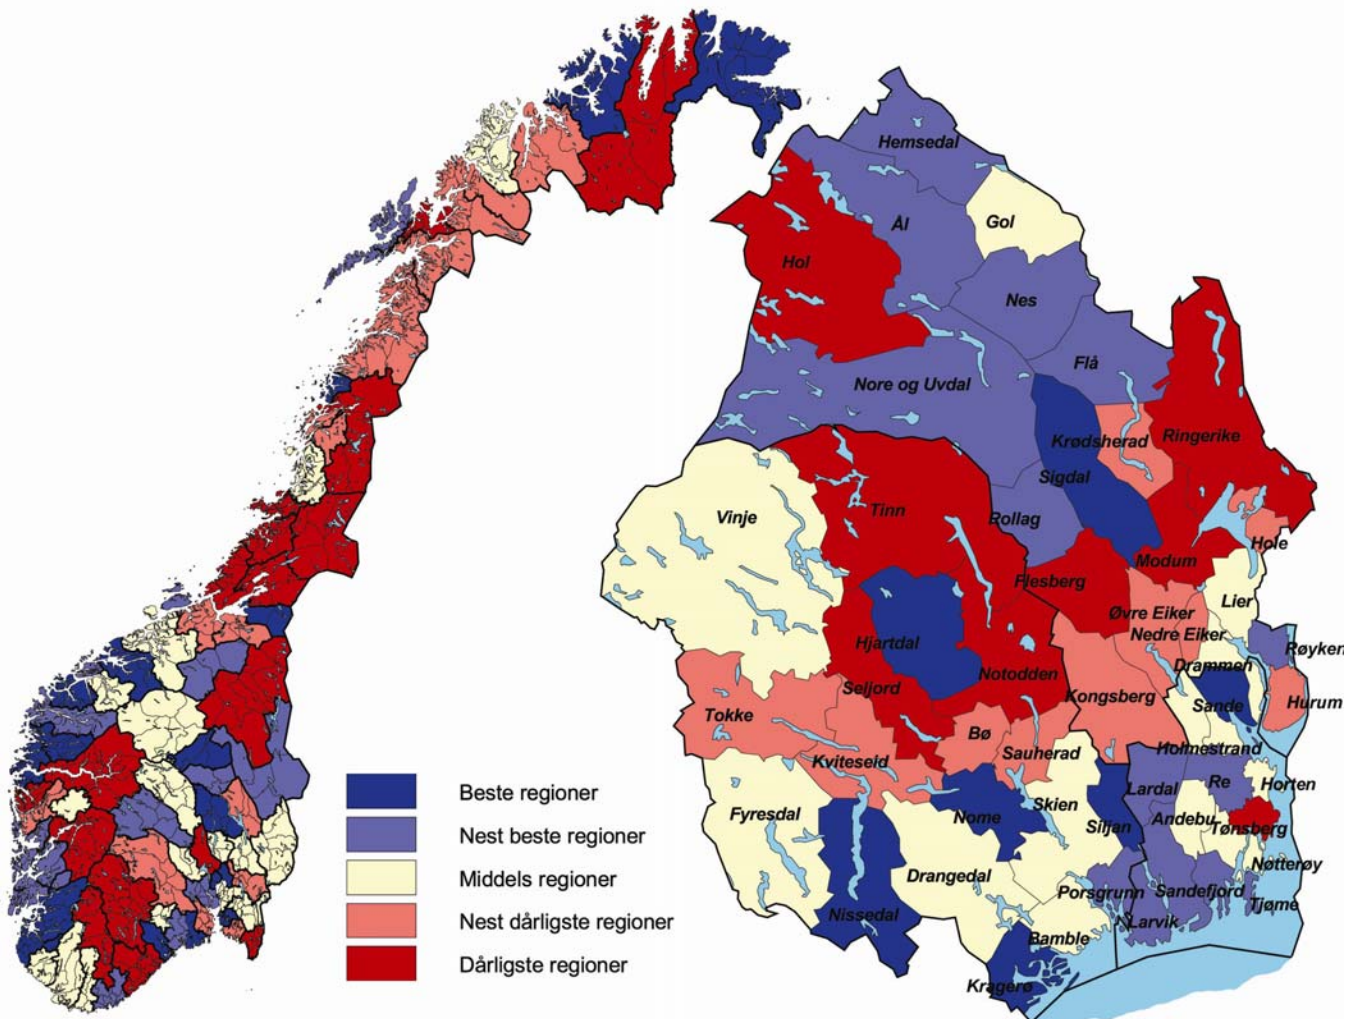 Hemsedal
Ål
Gol
Hol
Nes
Flå
Nore og Uvdal
Krødsherad
Ringerike
Sigdal
Rollag
Vinje
Tinn
Hole
Modum
Flesberg
Lier
Øvre Eiker
Nedre Eiker
Røyken
Hjartdal
Drammen
Notodden
Seljord
Kongsberg
Sande
Hurum
Tokke
Bø
Sauherad
Holmestrand
Kviteseid
Lardal
Re
Horten
Skien
Fyresdal
Nome
Siljan
Andebu
Tønsberg
Nøtterøy
Drangedal
Porsgrunn
Sandefjord
Tjøme
Nissedal
Larvik
Bamble
Kragerø
Beste regioner
Nest beste regioner
Middels regioner
Nest dårligste regioner
Dårligste regioner